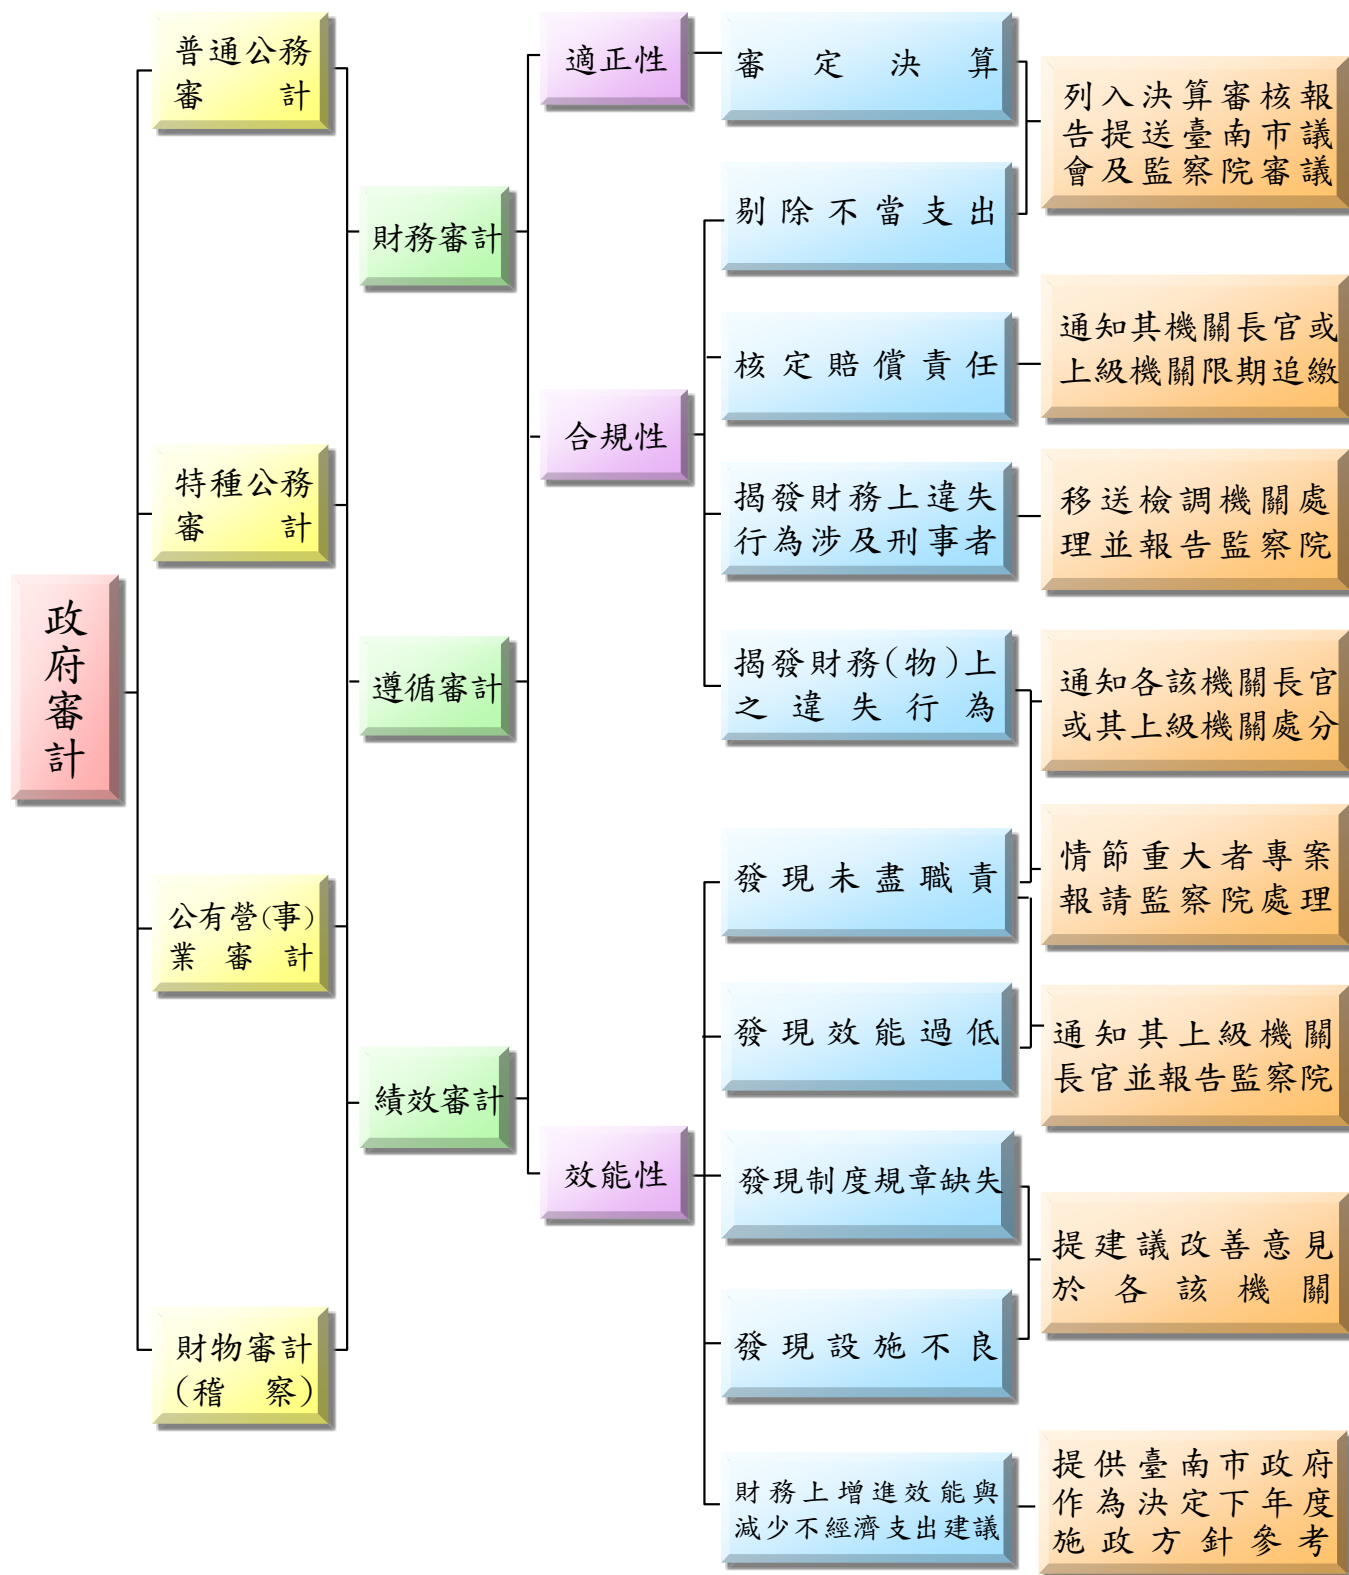 政府審計
普通公務
審計
特種公務
審計
公有營(事)
業審計
財物審計
(稽察)
財務審計
遵循審計
績效審計
適正性
合規性
效能性
審定決算
剔除不當支出
核定賠償責任
揭發財務上違失
行為涉及刑事者
揭發財務(物)上
之違失行為
發現未盡職責
發現效能過低
發現制度規章缺失
發現設施不良
財務上增進效能與
減少不經濟支出建議
列入決算審核報
告提送臺南市議
會及監察院審議
通知其機關長官或
上級機關限期追繳
移送檢調機關處
理並報告監察院
通知各該機關長官
或其上級機關處分
情節重大者專案
報請監察院處理
通知其上級機關
長官並報告監察院
提建議改善意見
於各該機關
提供臺南市政府
作為決定下年度
施政方針參考